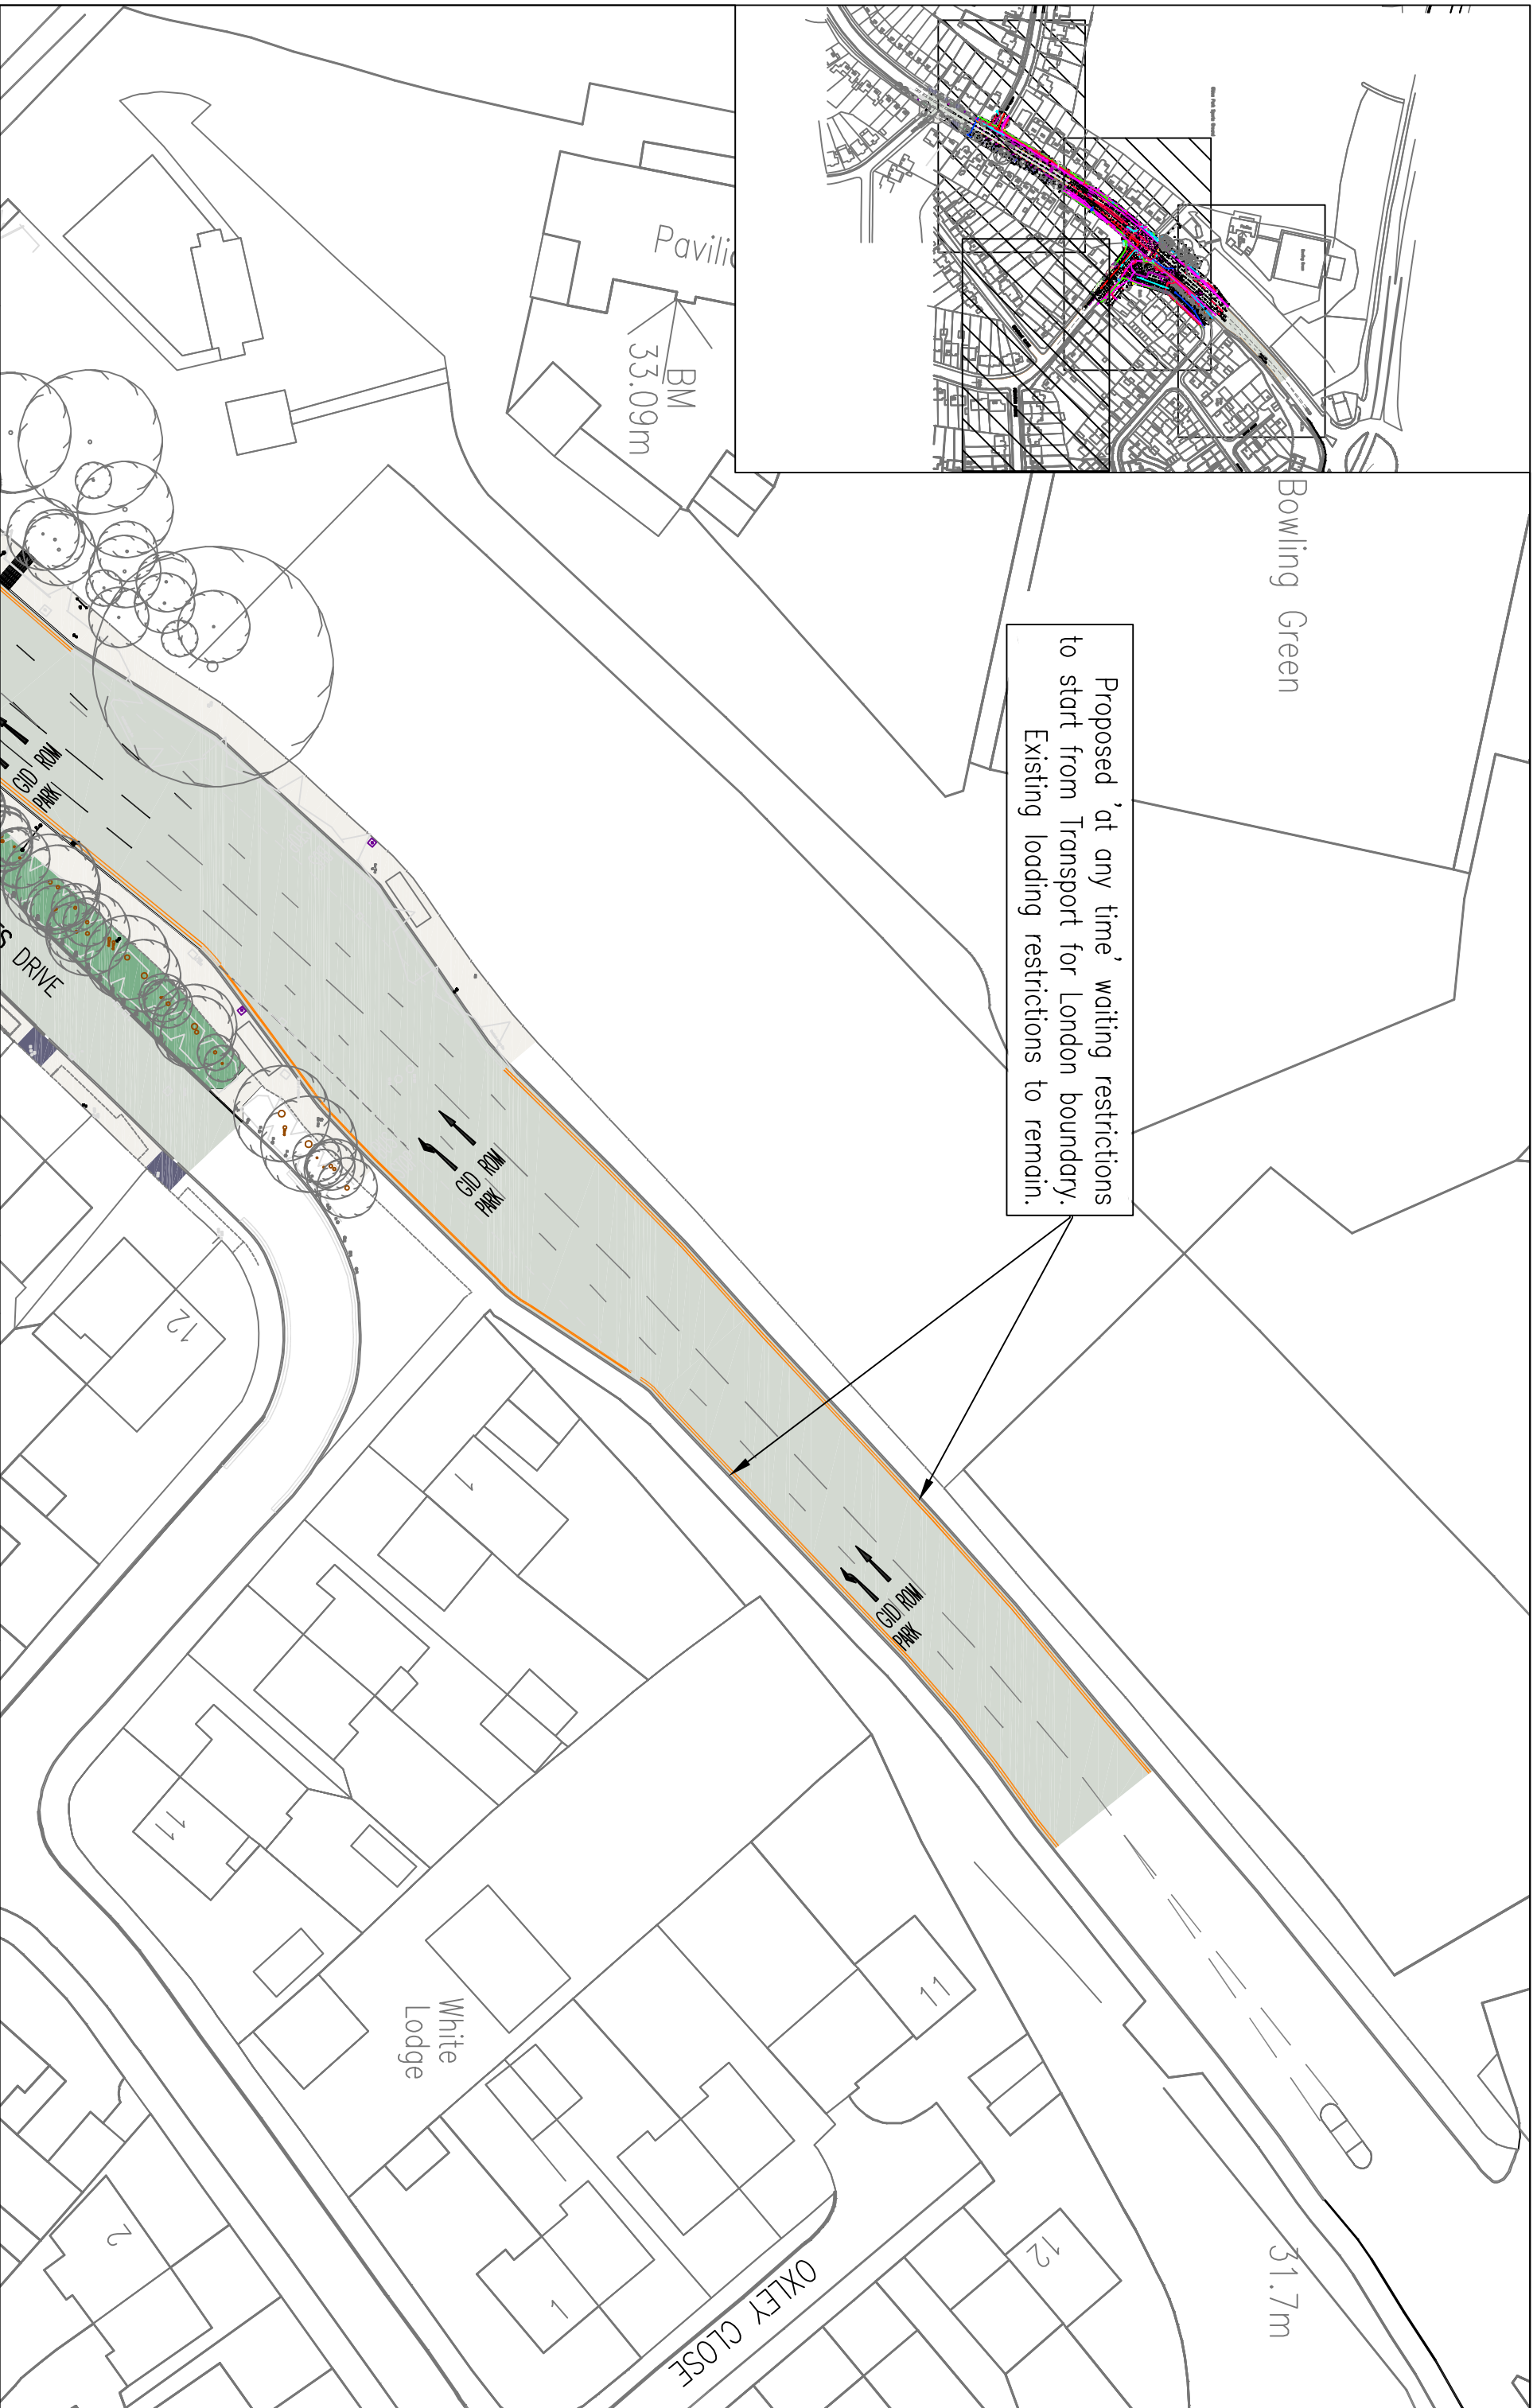 Bowling Green
Proposed 'at any time' waiting restrictions
to start from Transport for London boundary.
Existing loading restrictions to remain.
31.7m
BM
33.09m
GID ROM
PARK
GID ROM
PARK
GID ROM
PARK
DRIVE
12
1
11
White
Lodge
11
12
1
2
OXLEY CLOSE